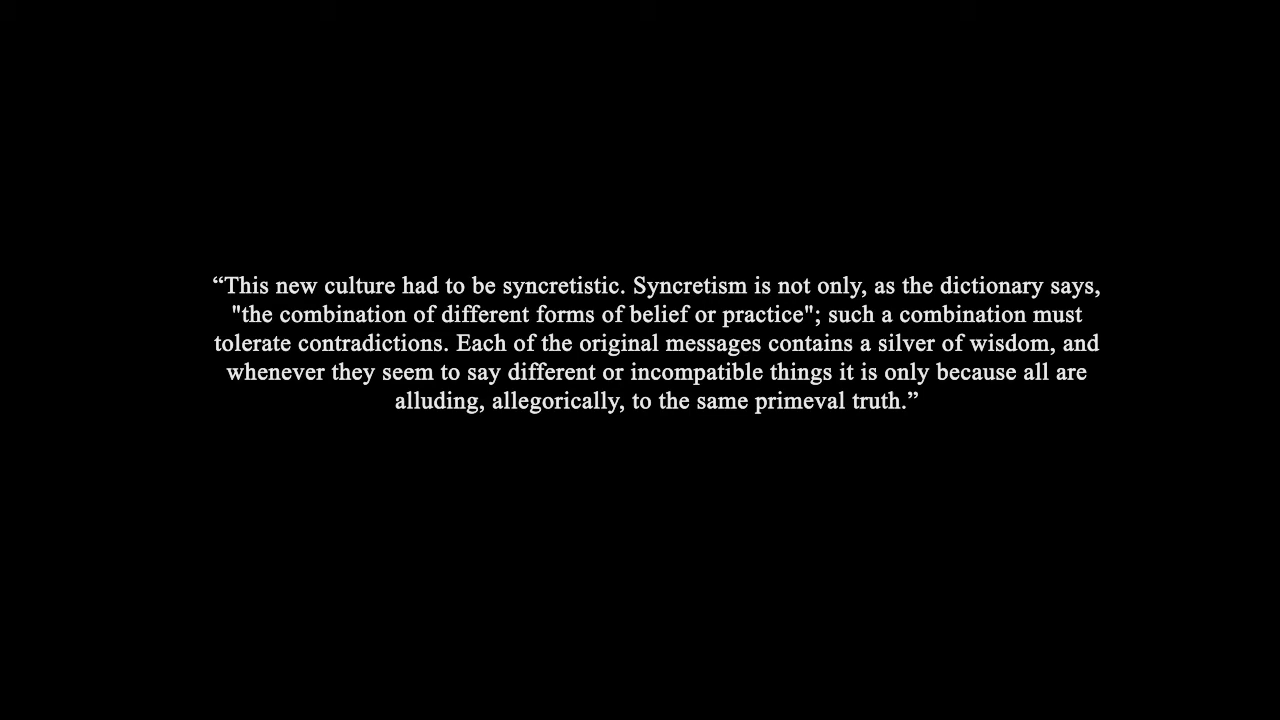 “This new culture had to be syncretistic. Syncretism is not only, as the dictionary says,
"the combination of different forms of belief or practice"; such a combination must
tolerate contradictions. Each of the original messages contains a silver of wisdom, and
whenever they seem to say different or incompatible things it is only because all are
alluding, allegorically, to the same primeval truth.”